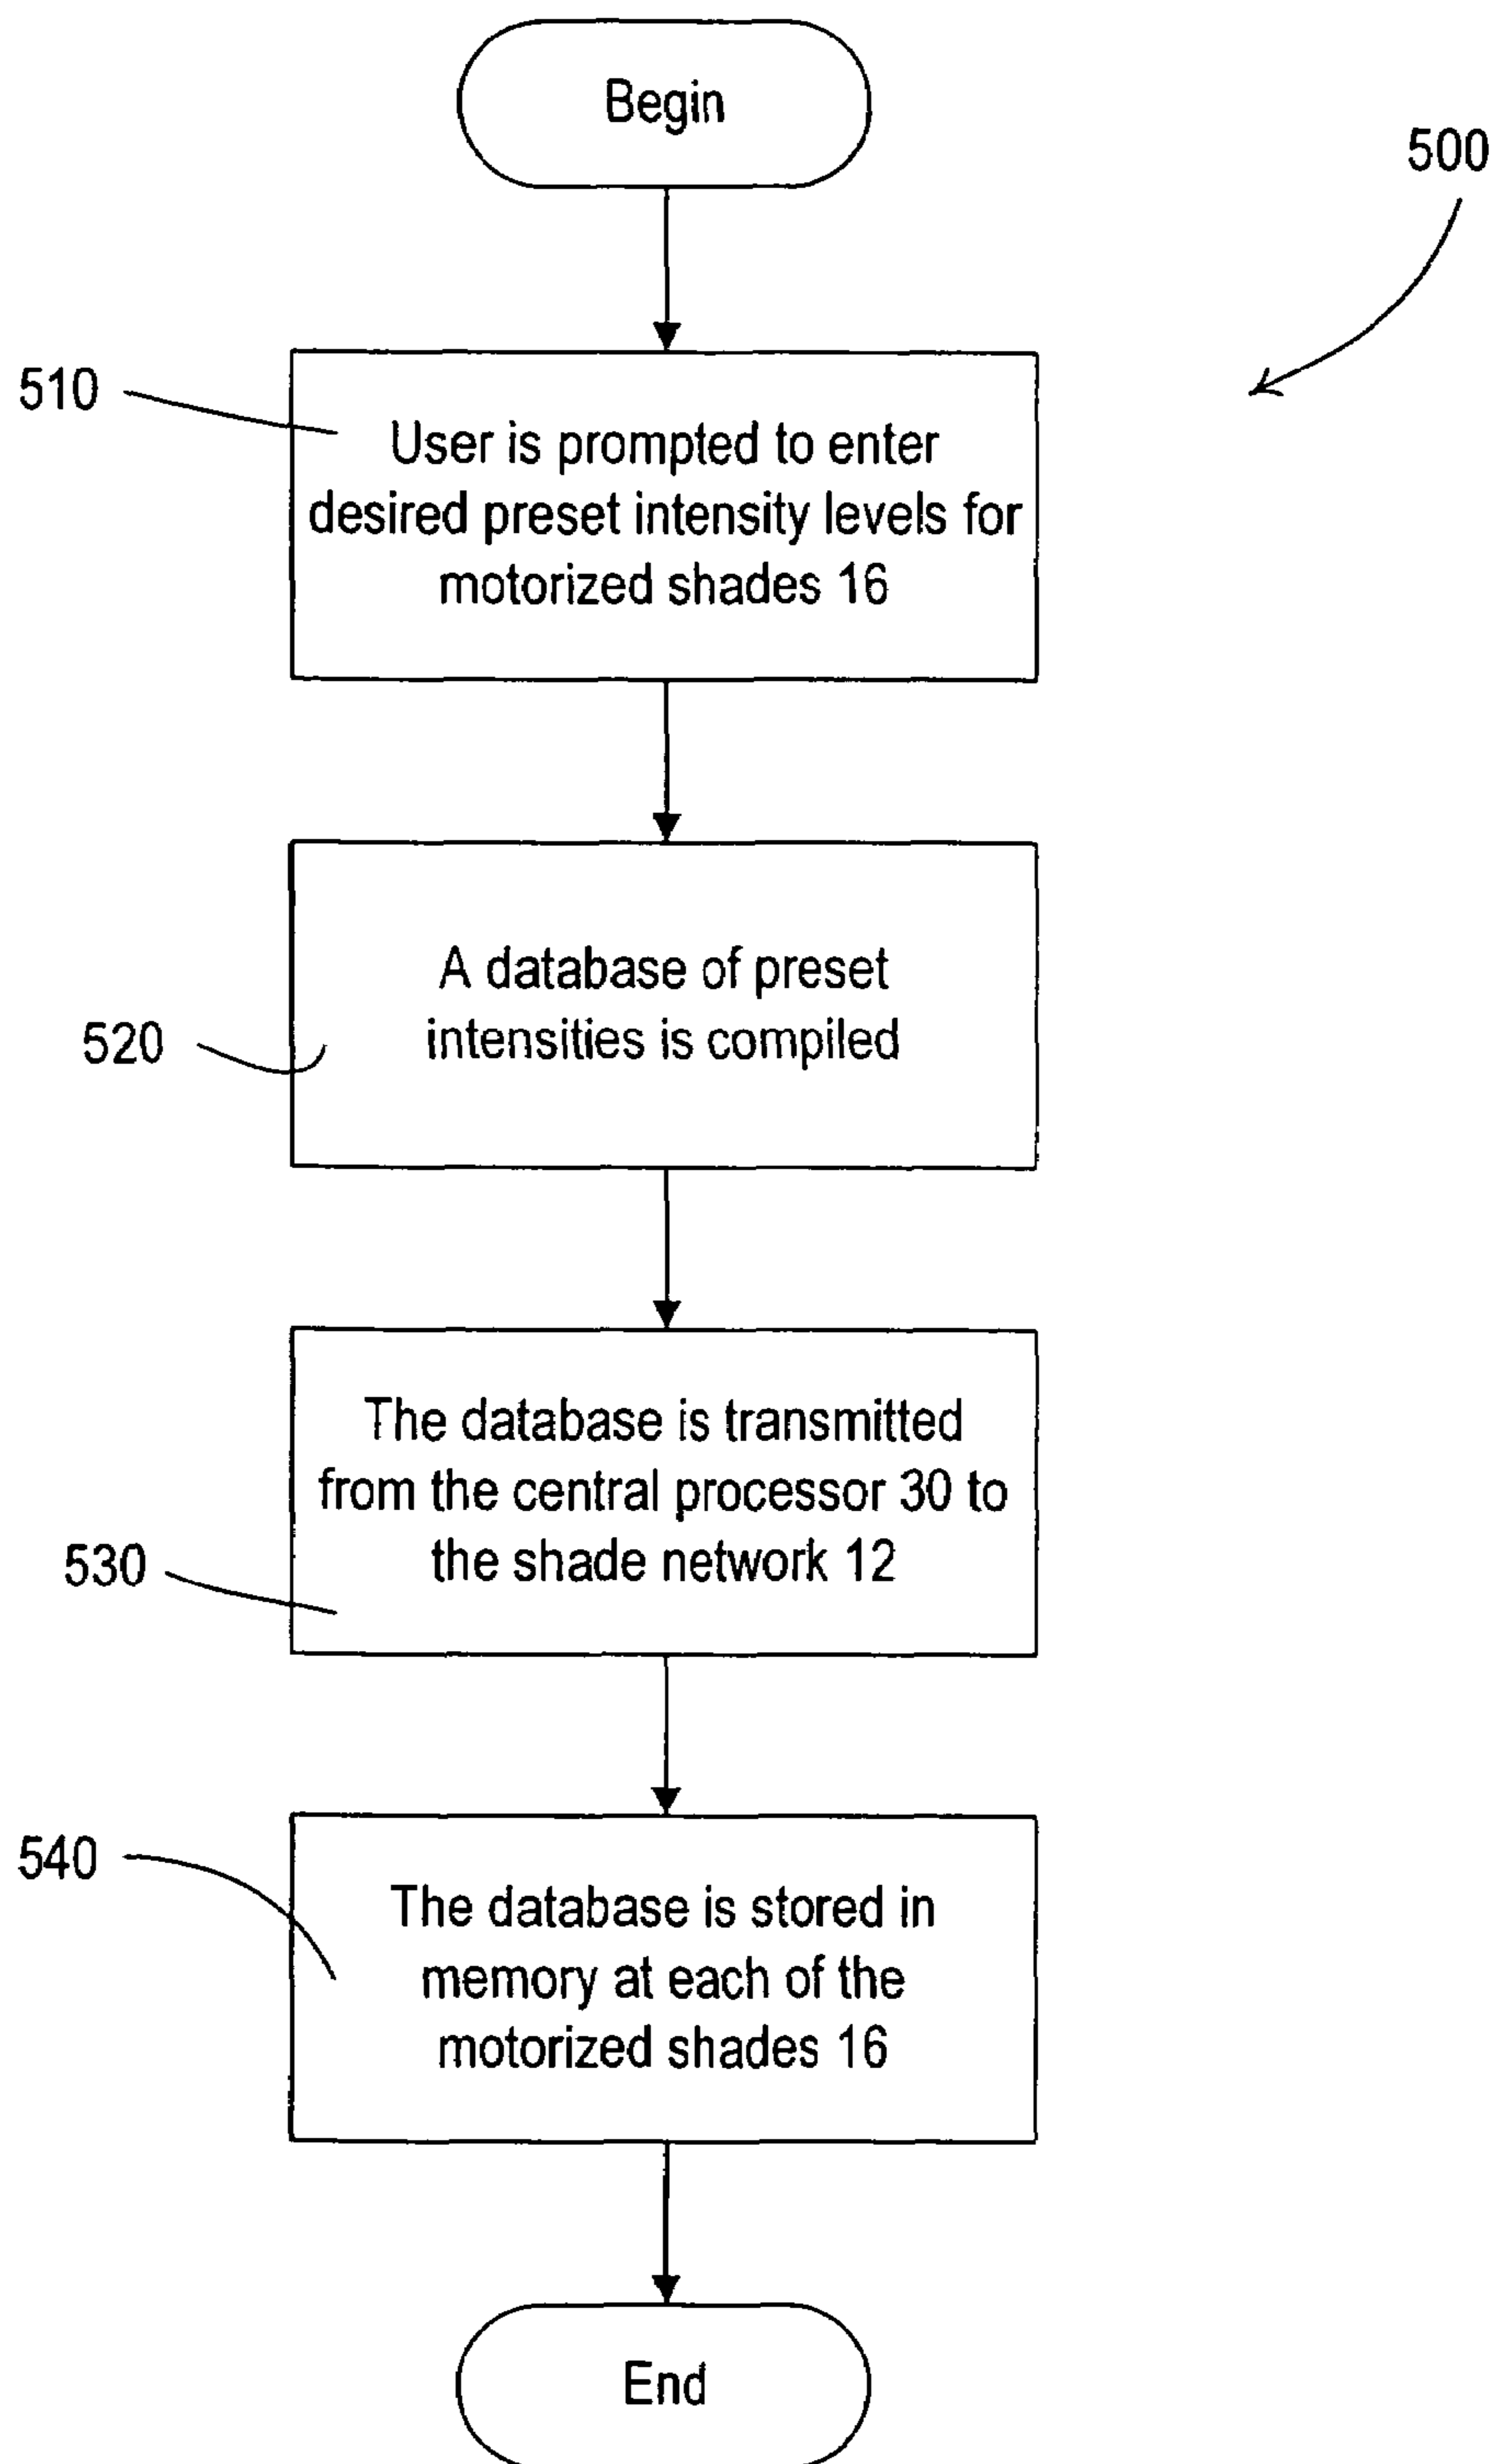 Begin
500
510
User is prompted to enter
desired preset intensity levels for
motorized shades 16
A database of preset
intensities is compiled
520
The database is transmitted
from the central processor 30 to
the shade network 12
530
540
The database is stored in
memory at each of the
motorized shades 16
End